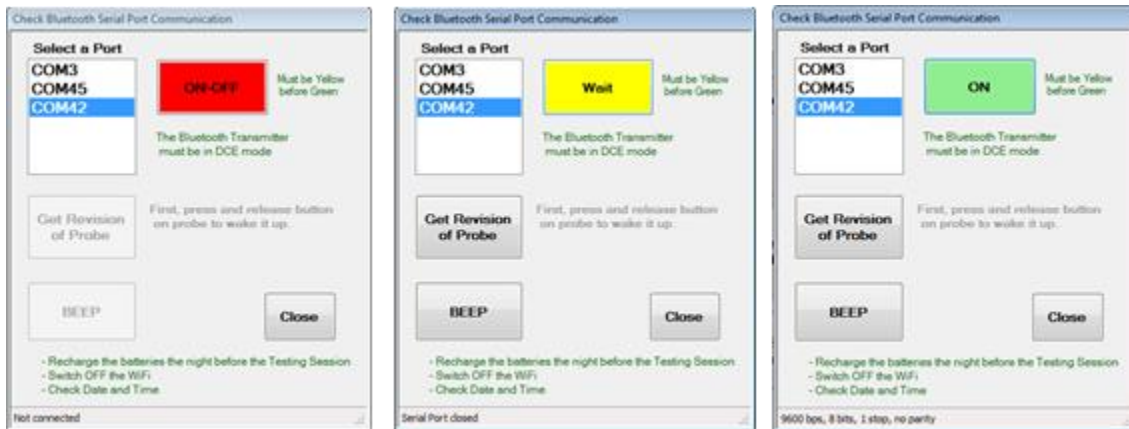 Check Bluetooth Serial Port Communication
Select a Port
COM3
COM45
COM42
ON-OFF
Must be Yellow
before Green
The Bluetooth Transmitter
must be in DCE mode
Get Revision
of Probe
First, press and release button
on probe to wake it up.
BEEP
Close
- Recharge the batteries the night before the Testing Session
- Switch OFF the WiFi
- Check Date and Time
Not connected
Check Bluetooth Serial Port Communication
Select a Port
COM3
COM45
COM42
Wait
Must be Yellow
before Green
The Bluetooth Transmitter
must be in DCE mode
Get Revision
of Probe
First, press and release button
on probe to wake it up.
BEEP
Close
- Recharge the batteries the night before the Testing Session
- Switch OFF the WiFi
- Check Date and Time
Serial Port closed
Check Bluetooth Serial Port Communication
Select a Port
COM3
COM45
COM42
ON
Must be Yellow
before Green
The Bluetooth Transmitter
must be in DCE mode
Get Revision
of Probe
First, press and release button
on probe to wake it up.
BEEP
Close
- Recharge the batteries the night before the Testing Session
- Switch OFF the WiFi
- Check Date and Time
9600 bps, 8 bits, 1 stop, no parity